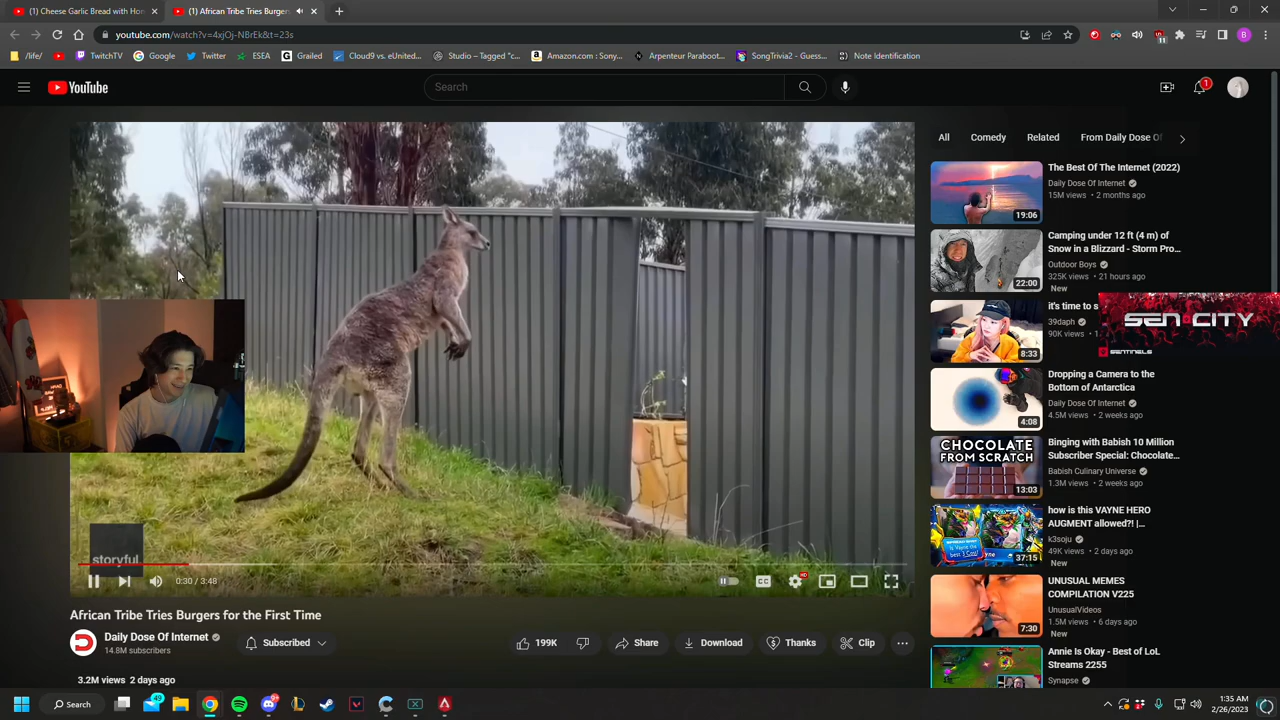 (1) Cheese Garlic Bread with Hon
(1) African Tribe Tries Burgers
youtube.com/watch?v=4xjOj-NBrEk&t=23s
/life/
TwitchTV
Google
Twitter
ESEA
Grailed
Cloud9 vs. eUnited...
Studio – Tagged "c...
Amazon.com : Sony...
Arpenteur Paraboot...
SongTrivia2 - Guess...
Note Identification
11
B
YouTube
Search
1
All
Comedy
Related
From Daily Dose Of
The Best Of The Internet (2022)
Daily Dose Of Internet
15M views • 2 months ago
19:06
Camping under 12 ft (4 m) of
Snow in a Blizzard - Storm Pro...
Outdoor Boys
325K views • 21 hours ago
New
22:00
it's time to s
39daph
90K views
8:33
SEN CITY
SENTINELS
Dropping a Camera to the
Bottom of Antarctica
Daily Dose Of Internet
4.5M views • 2 weeks ago
4:08
CHOCOLATE
FROM SCRATCH
Binging with Babish 10 Million
Subscriber Special: Chocolate...
Babish Culinary Universe
1.3M views • 2 weeks ago
13:03
how is this VAYNE HERO
AUGMENT allowed?! |...
k3soju
49K views • 2 days ago
New
37:15
UNUSUAL MEMES
COMPILATION V225
UnusualVideos
1.5M views • 6 days ago
New
7:30
Annie Is Okay - Best of LoL
Streams 2255
Synapse
storyful
0:30 / 3:48
CC
HD
African Tribe Tries Burgers for the First Time
Daily Dose Of Internet
14.8M subscribers
Subscribed
199K
Share
Download
Thanks
Clip
3.2M views 2 days ago
Search
49
1:35 AM
2/26/2023